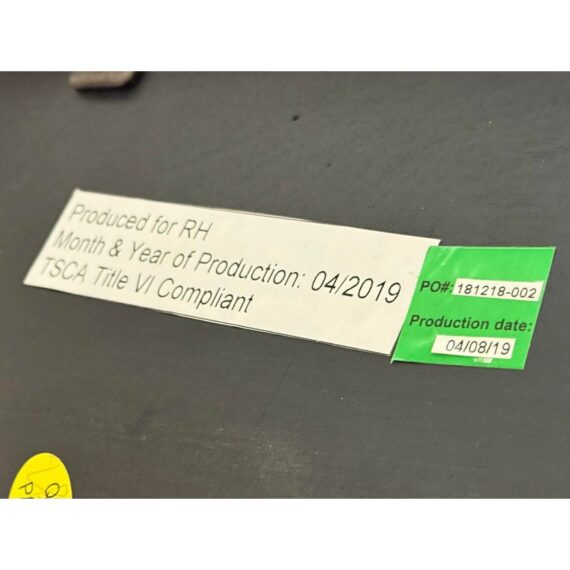 Produced for RH
Month & Year of Production: 04/2019
TSCA Title VI Compliant
PO#: 181218-002
Production date:
04/08/19